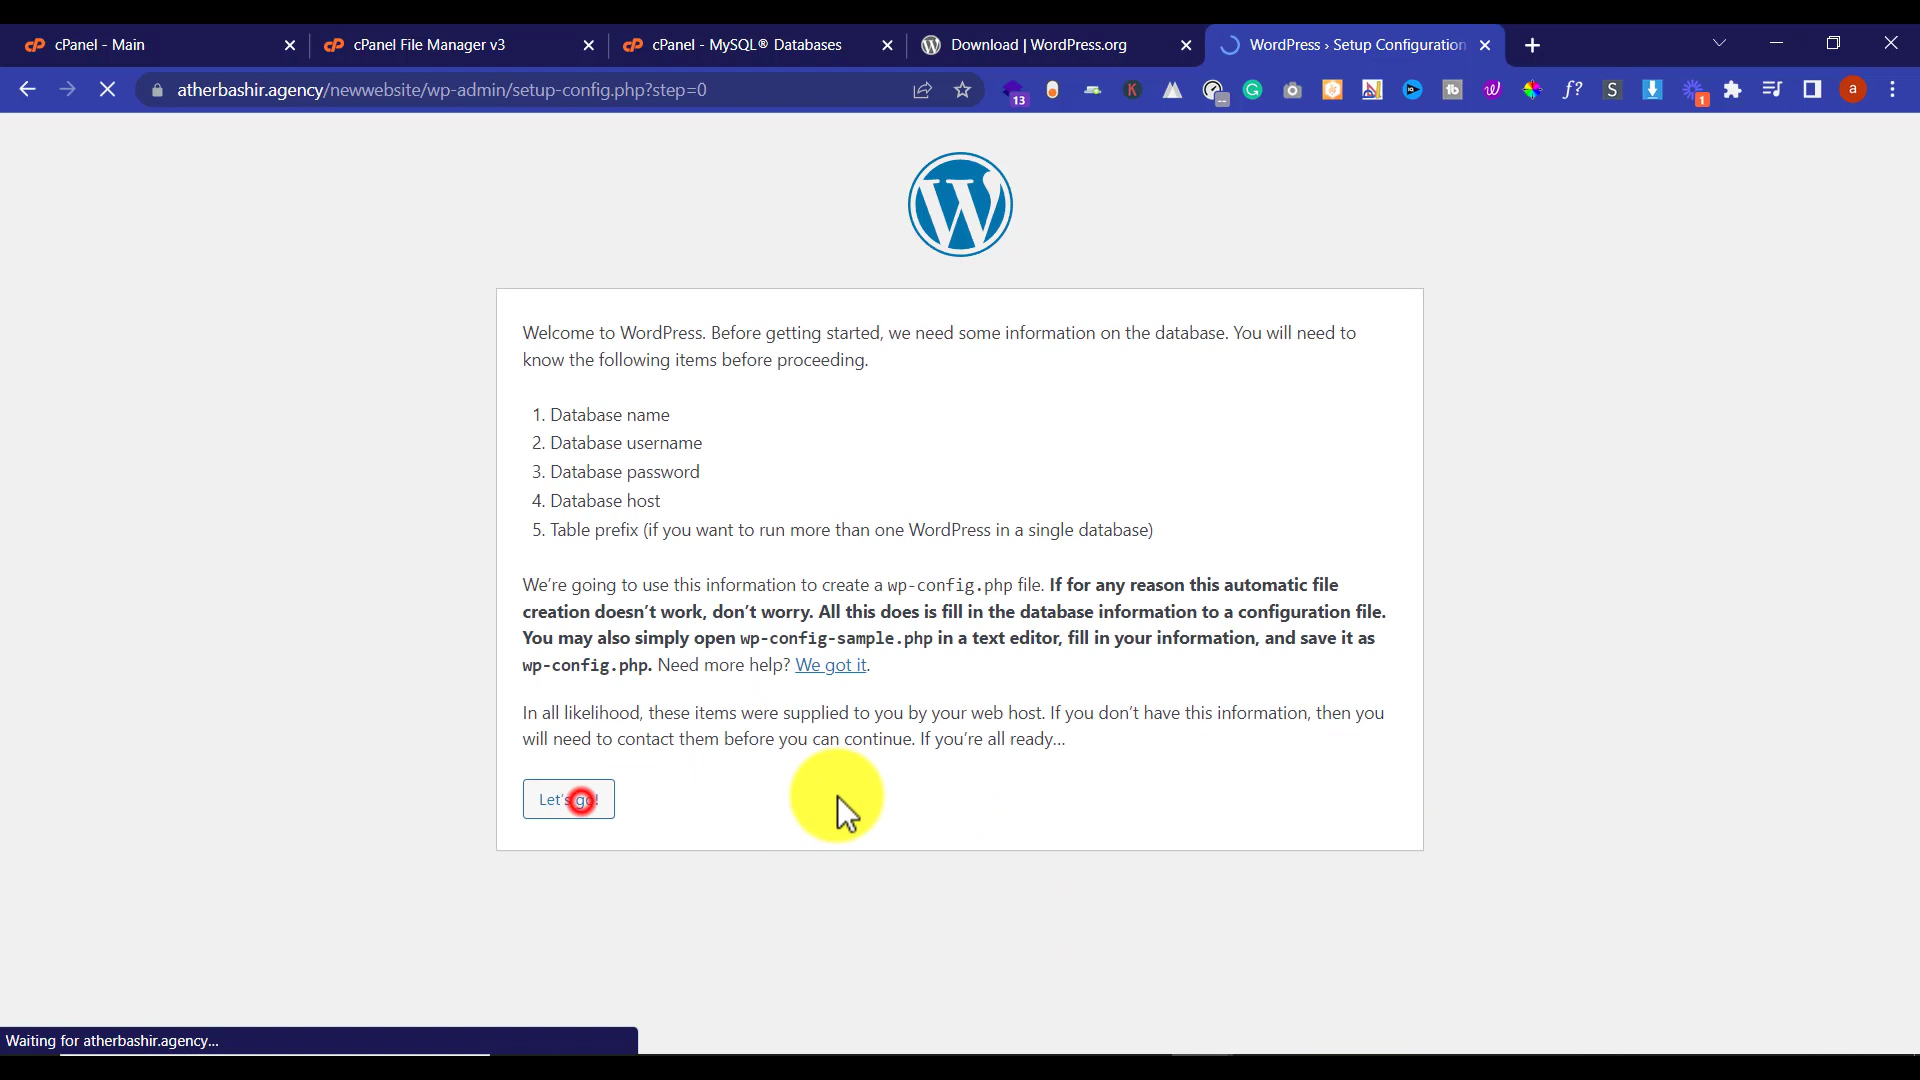 cPanel - Main
cPanel File Manager v3
cPanel - MySQL® Databases
Download | WordPress.org
WordPress › Setup Configuration
atherbashir.agency/newwebsite/wp-admin/setup-config.php?step=0
13
K
tb
f?
S
1
a
Welcome to WordPress. Before getting started, we need some information on the database. You will need to
know the following items before proceeding.
1. Database name
2. Database username
3. Database password
4. Database host
5. Table prefix (if you want to run more than one WordPress in a single database)
We’re going to use this information to create a wp-config.php file. If for any reason this automatic file
creation doesn’t work, don’t worry. All this does is fill in the database information to a configuration file.
You may also simply open wp-config-sample.php in a text editor, fill in your information, and save it as
wp-config.php. Need more help? We got it.
In all likelihood, these items were supplied to you by your web host. If you don’t have this information, then you
will need to contact them before you can continue. If you’re all ready…
Let’s go!
Waiting for atherbashir.agency...